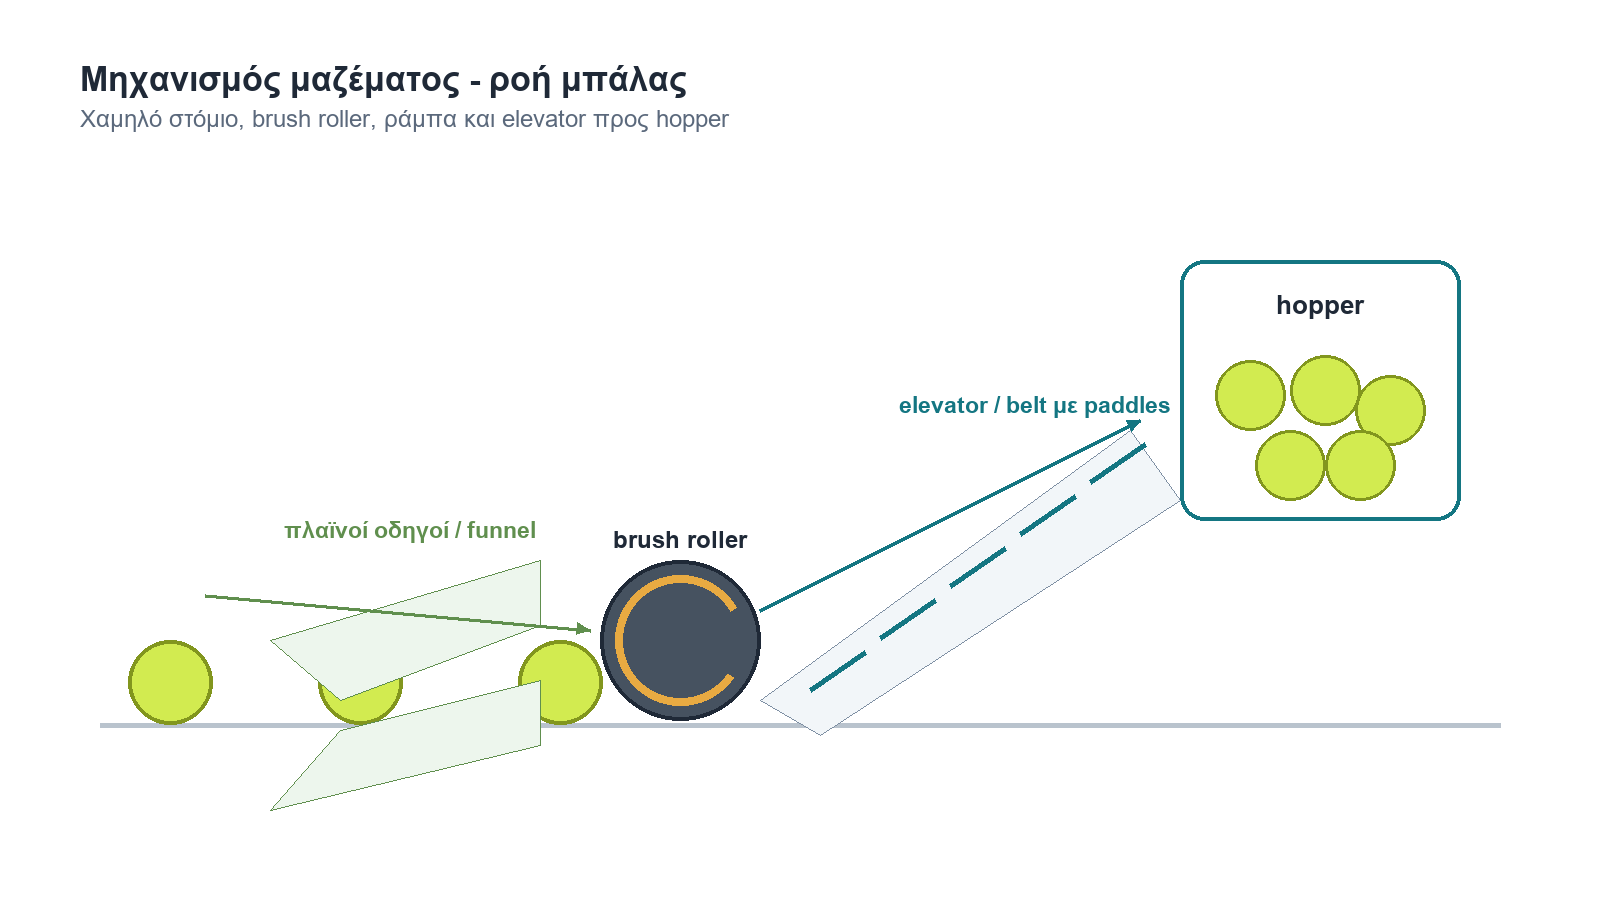 Μηχανισμός μαζέματος - ροή μπάλας
Χαμηλό στόμιο, brush roller, ράμπα και elevator προς hopper
hopper
elevator / belt με paddles
πλαϊνοί οδηγοί / funnel
brush roller